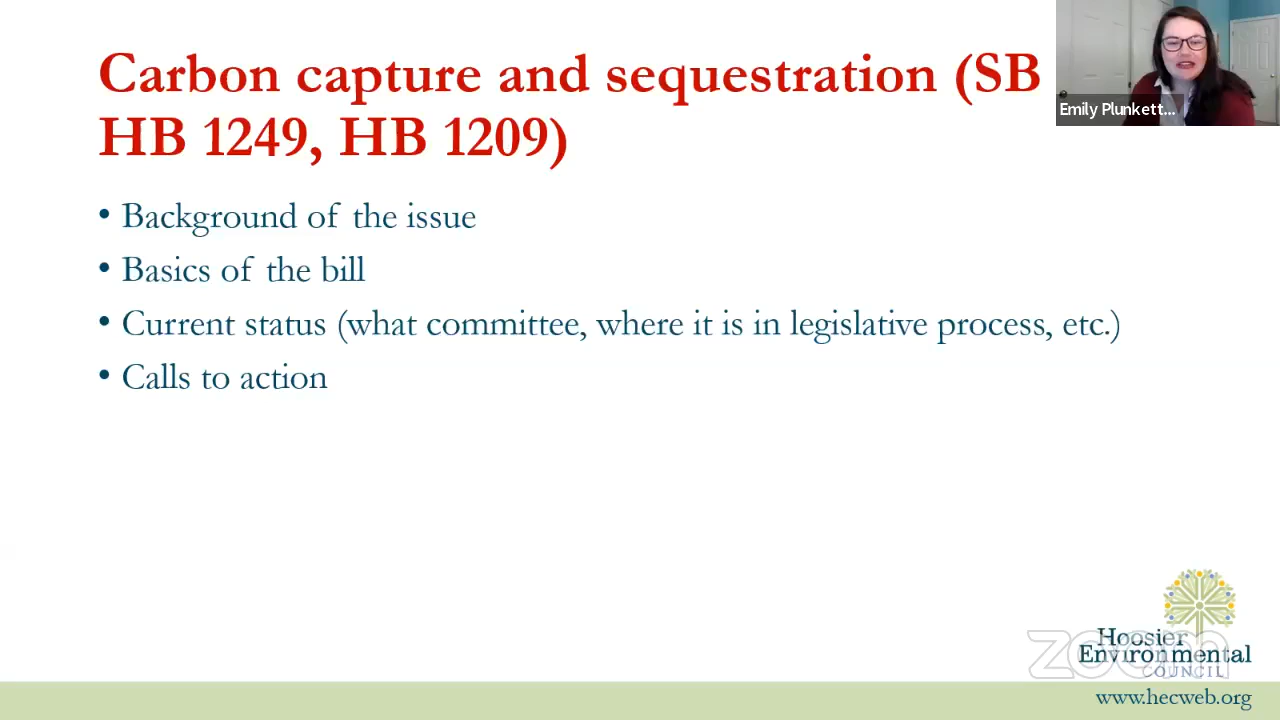 Carbon capture and sequestration (SB
HB 1249, HB 1209)
Emily Plunkett...
• Background of the issue
• Basics of the bill
• Current status (what committee, where it is in legislative process, etc.)
• Calls to action
zoom
Hoosier
Environmental
COUNCIL
www.hecweb.org